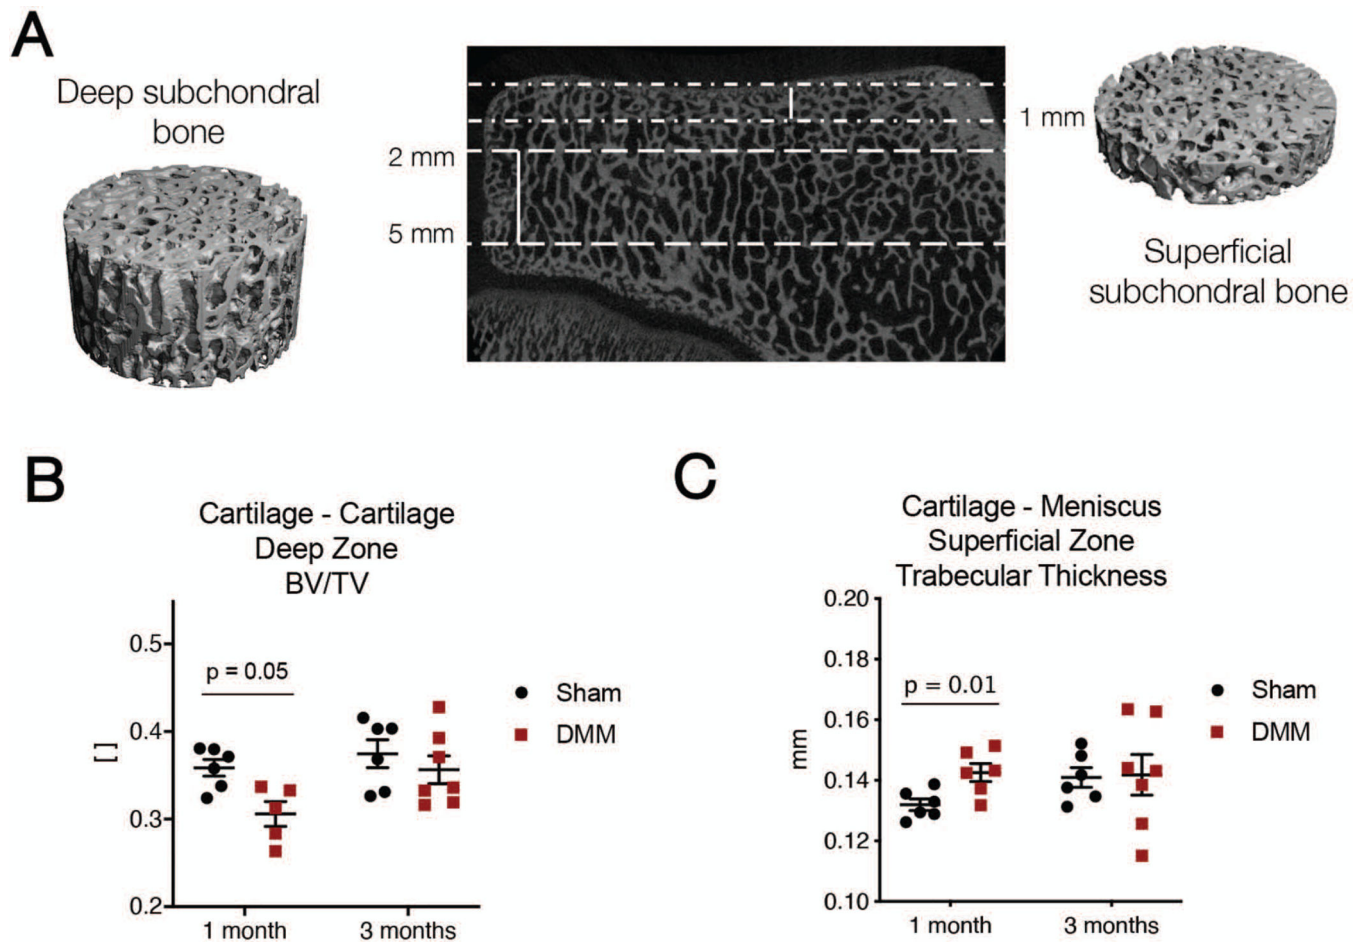 A
Deep subchondral
bone
2 mm
5 mm
1 mm
Superficial
subchondral bone
B
Cartilage - Cartilage
Deep Zone
BV/TV
0.5
0.4
0.3
0.2
[ ]
p = 0.05
1 month
3 months
Sham
DMM
C
Cartilage - Meniscus
Superficial Zone
Trabecular Thickness
0.20
0.18
0.16
0.14
0.12
0.10
mm
p = 0.01
1 month
3 months
Sham
DMM